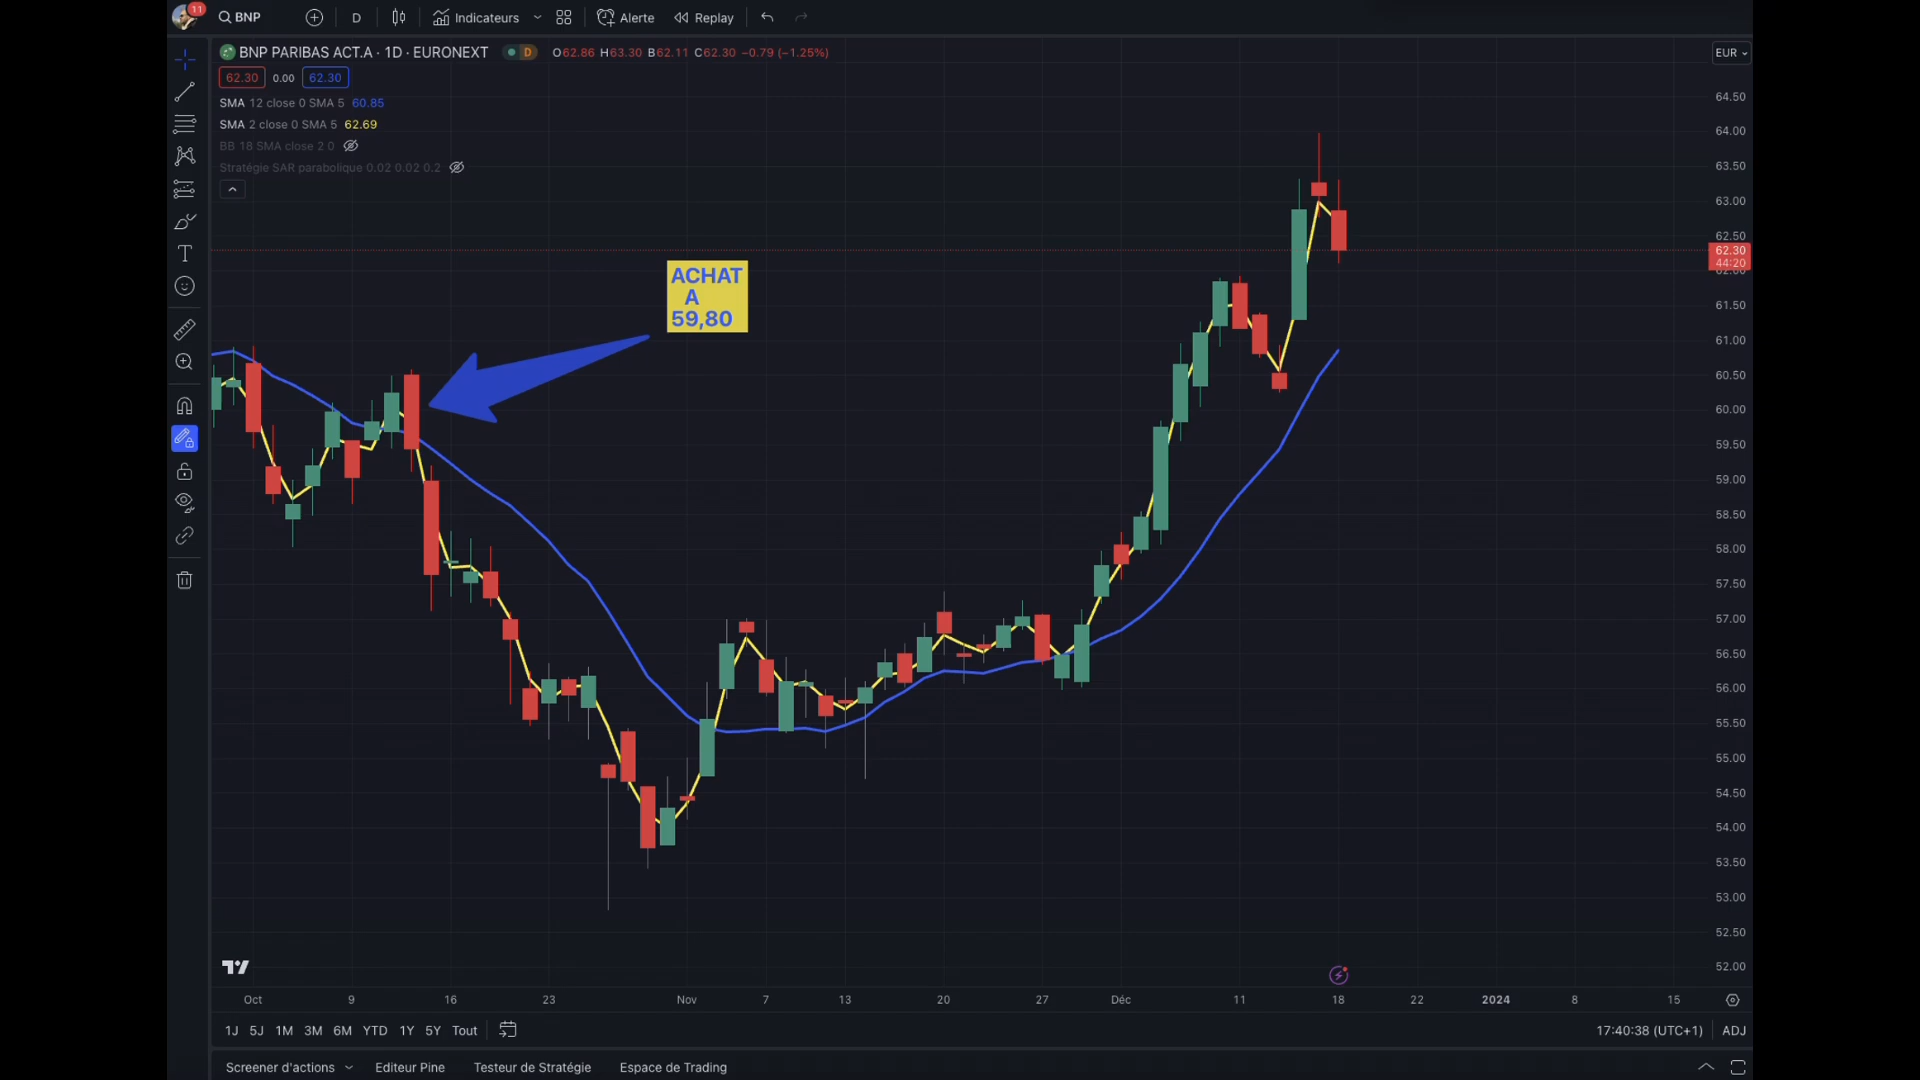 11
BNP
D
Indicateurs
Alerte
Replay
BNP PARIBAS ACT.A · 1D · EURONEXT
D
O62.86 H63.30 B62.11 C62.30 −0.79 (−1.25%)
EUR
62.30
0.00
62.30
SMA 12 close 0 SMA 5 60.85
SMA 2 close 0 SMA 5 62.69
BB 18 SMA close 2 0
Stratégie SAR parabolique 0.02 0.02 0.2
ACHAT
A
59,80
64.50
64.00
63.50
63.00
62.50
62.30
44:20
62.00
61.50
61.00
60.50
60.00
59.50
59.00
58.50
58.00
57.50
57.00
56.50
56.00
55.50
55.00
54.50
54.00
53.50
53.00
52.50
52.00
Oct
9
16
23
Nov
7
13
20
27
Déc
11
18
22
2024
8
15
1J 5J 1M 3M 6M YTD 1Y 5Y Tout
17:40:38 (UTC+1)
ADJ
Screener d'actions
Editeur Pine
Testeur de Stratégie
Espace de Trading